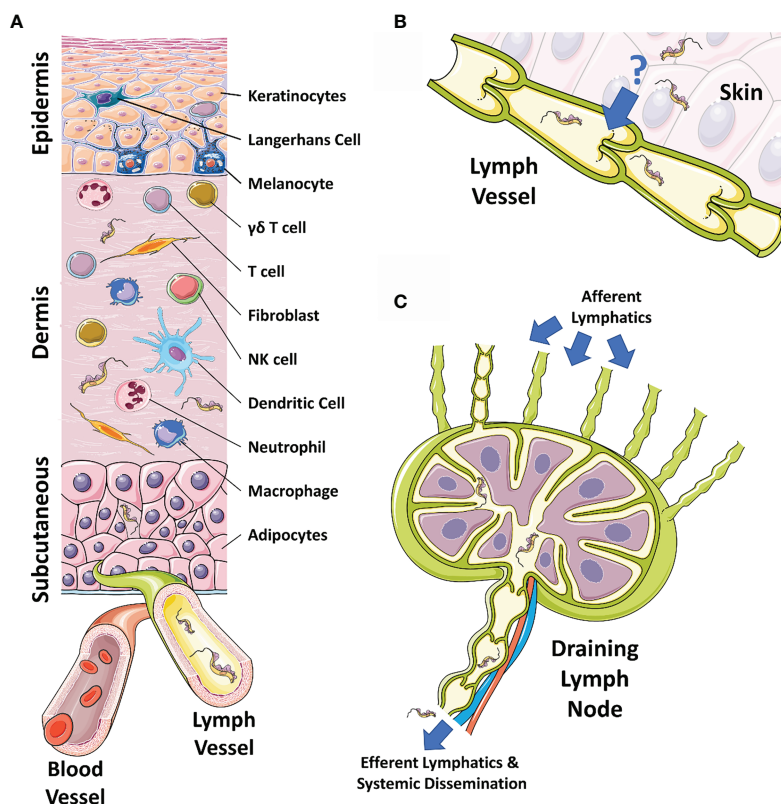 A
Epidermis
Dermis
Subcutaneous
Keratinocytes
Langerhans Cell
Melanocyte
γδ T cell
T cell
Fibroblast
NK cell
Dendritic Cell
Neutrophil
Macrophage
Adipocytes
Lymph
Vessel
Blood
Vessel
B
?
Skin
Lymph
Vessel
C
Afferent
Lymphatics
Draining
Lymph
Node
Efferent Lymphatics &
Systemic Dissemination